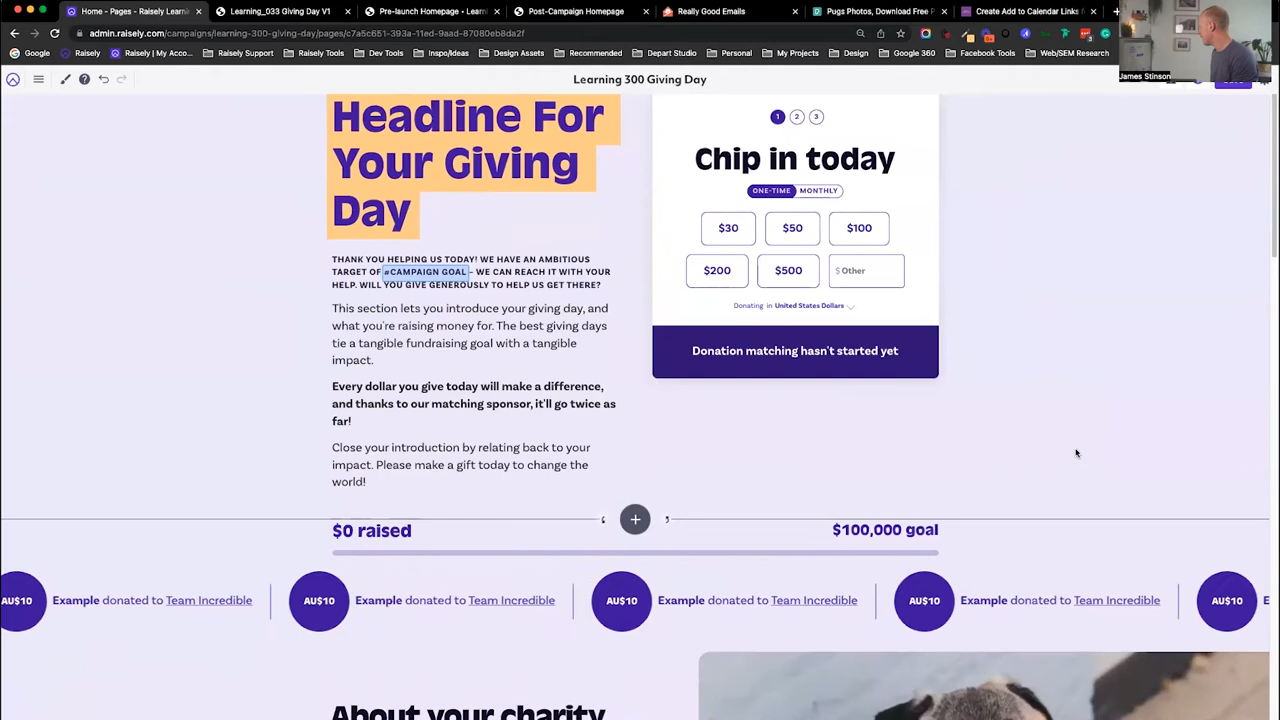 Home - Pages - Raisely Learnin
Learning_033 Giving Day V1
Pre-launch Homepage - Learni
Post-Campaign Homepage
Really Good Emails
Pugs Photos, Download Free P
Create Add to Calendar Links f
admin.raisely.com/campaigns/learning-300-giving-day/pages/c7a5c651-393a-11ed-9aad-87080eb8da2f
Google
Raisely
Raisely | My Acco...
Raisely Support
Raisely Tools
Dev Tools
Inspo/Ideas
Design Assets
Recommended
Depart Studio
Personal
My Projects
Design
Google 360
Facebook Tools
Web/SEM Research
James Stinson
Learning 300 Giving Day
Headline For
Your Giving
Day
THANK YOU HELPING US TODAY! WE HAVE AN AMBITIOUS
TARGET OF #CAMPAIGN GOAL - WE CAN REACH IT WITH YOUR
HELP. WILL YOU GIVE GENEROUSLY TO HELP US GET THERE?
This section lets you introduce your giving day, and
what you're raising money for. The best giving days
tie a tangible fundraising goal with a tangible
impact.
Every dollar you give today will make a difference,
and thanks to our matching sponsor, it'll go twice as
far!
Close your introduction by relating back to your
impact. Please make a gift today to change the
world!
1 2 3
Chip in today
ONE-TIME MONTHLY
$30 $50 $100
$200 $500 $ Other
Donating in United States Dollars
Donation matching hasn't started yet
$0 raised
$100,000 goal
AU$10 Example donated to Team Incredible
AU$10 Example donated to Team Incredible
AU$10 Example donated to Team Incredible
AU$10 Example donated to Team Incredible
AU$10 E
About your charity